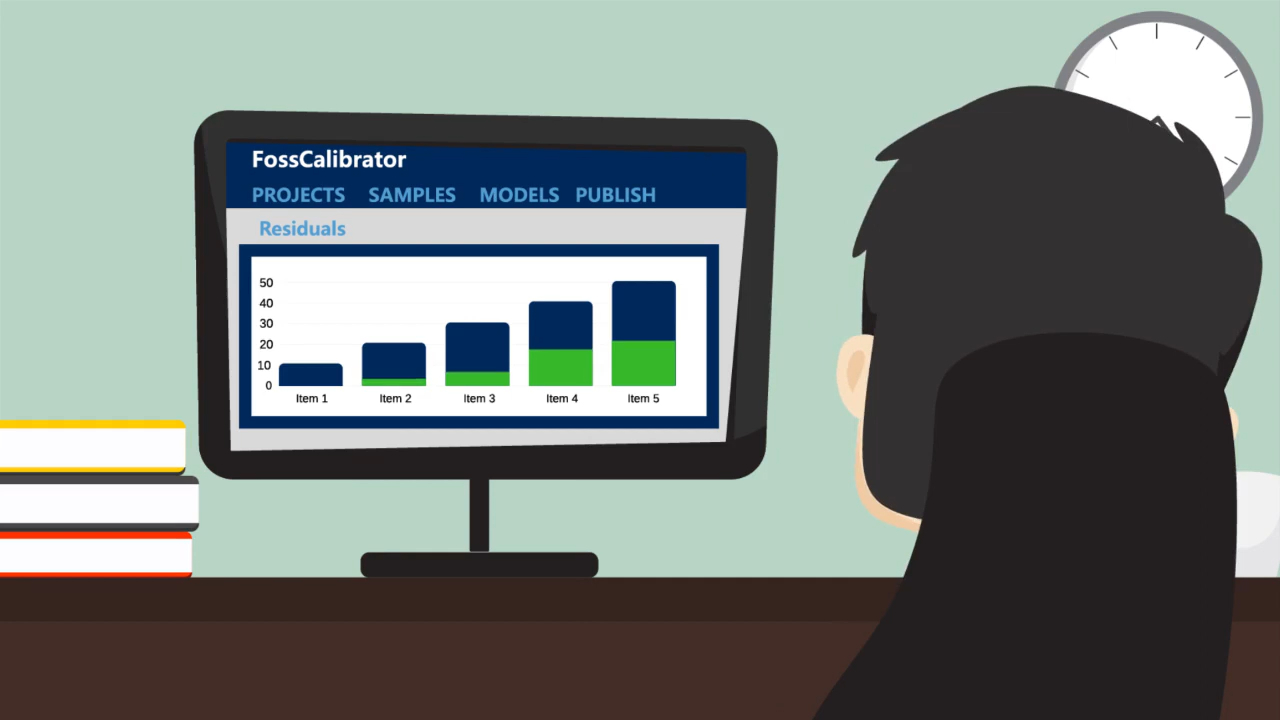 FossCalibrator
PROJECTS SAMPLES MODELS PUBLISH
Residuals
50
40
30
20
10
0
Item 1 Item 2 Item 3 Item 4 Item 5